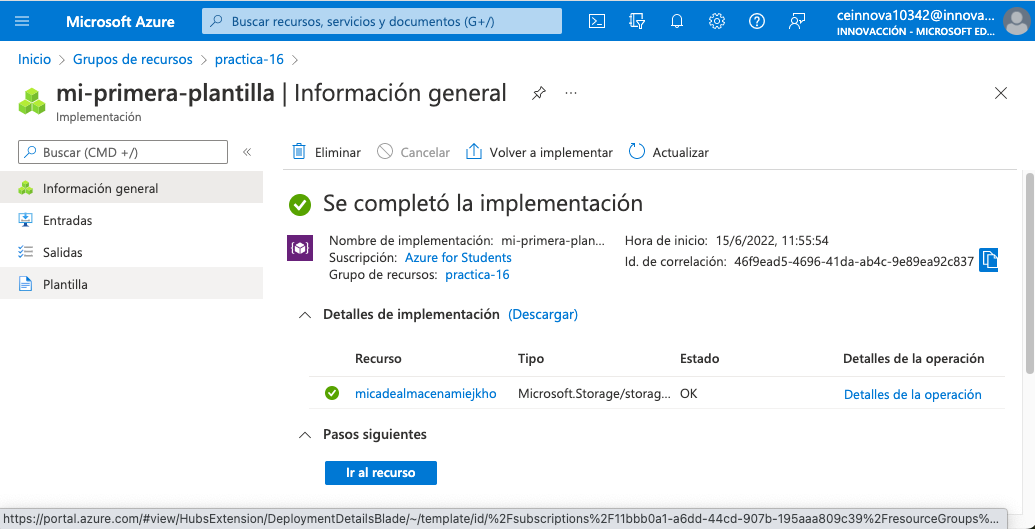 Microsoft Azure
Buscar recursos, servicios y documentos (G+/)
ceinnova10342@innova...
INNOVACCIÓN - MICROSOFT ED...
Inicio > Grupos de recursos > practica-16 >
mi-primera-plantilla | Información general ...
Implementación
Buscar (CMD +/) «
Eliminar Cancelar Volver a implementar Actualizar
Información general
Entradas
Salidas
Plantilla
Se completó la implementación
Nombre de implementación: mi-primera-plan...
Suscripción: Azure for Students
Grupo de recursos: practica-16
Hora de inicio: 15/6/2022, 11:55:54
Id. de correlación: 46f9ead5-4696-41da-ab4c-9e89ea92c837
Detalles de implementación (Descargar)
Recurso Tipo Estado Detalles de la operación
micadealmacenamiejkho Microsoft.Storage/storag... OK Detalles de la operación
Pasos siguientes
Ir al recurso
https://portal.azure.com/#view/HubsExtension/DeploymentDetailsBlade/~/template/id/%2Fsubscriptions%2F11bbb0a1-a6dd-44cd-907b-195aaa809c39%2FresourceGroups%...